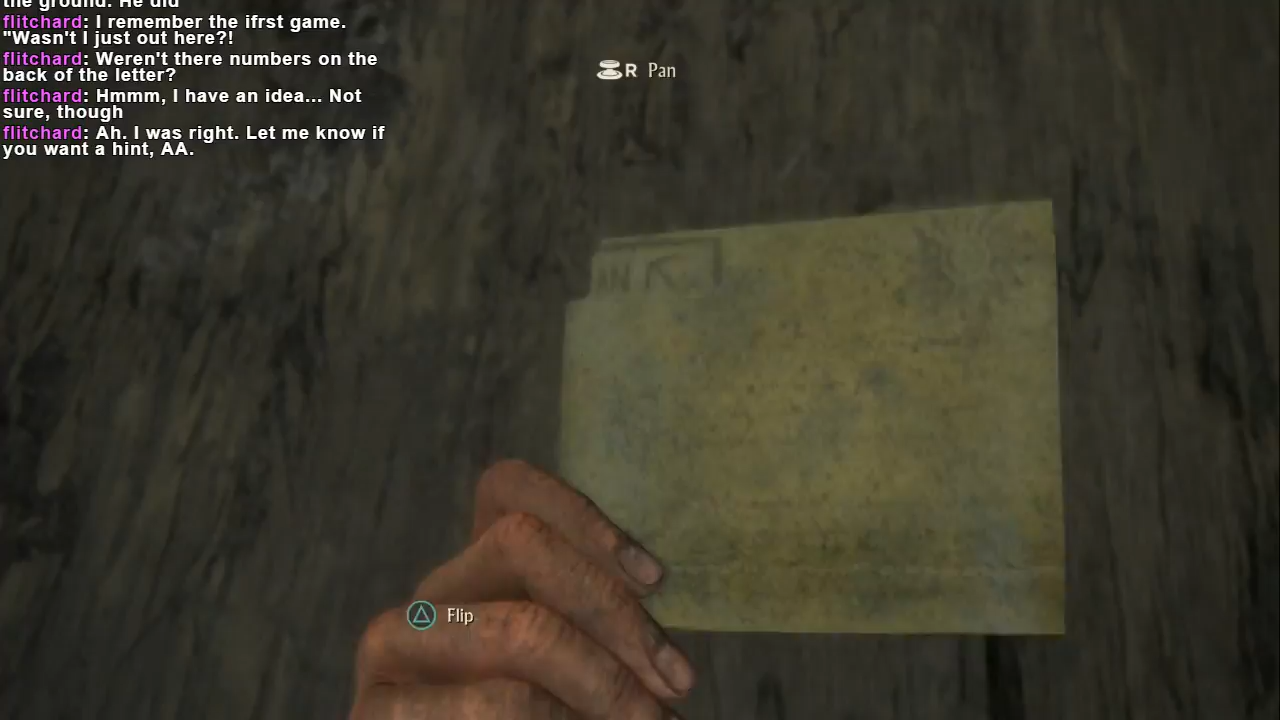 the ground. He did
flitchard: I remember the ifrst game.
"Wasn't I just out here?!
flitchard: Weren't there numbers on the
back of the letter?
flitchard: Hmmm, I have an idea... Not
sure, though
flitchard: Ah. I was right. Let me know if
you want a hint, AA.
R Pan
AN
Flip